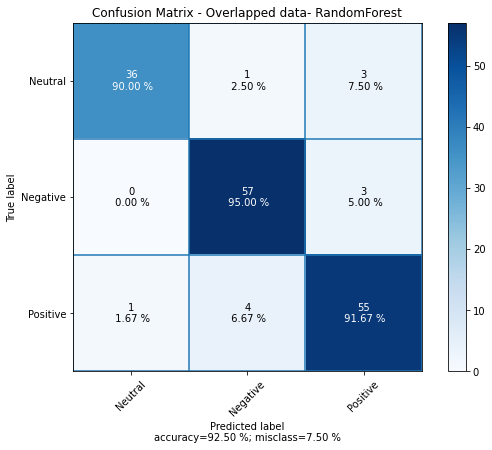 Confusion Matrix - Overlapped data- RandomForest
Neutral
36
90.00 %
1
2.50 %
3
7.50 %
Negative
0
0.00 %
57
95.00 %
3
5.00 %
Positive
1
1.67 %
4
6.67 %
55
91.67 %
True label
Neutral
Negative
Positive
Predicted label
accuracy=92.50 %; misclass=7.50 %
50
40
30
20
10
0